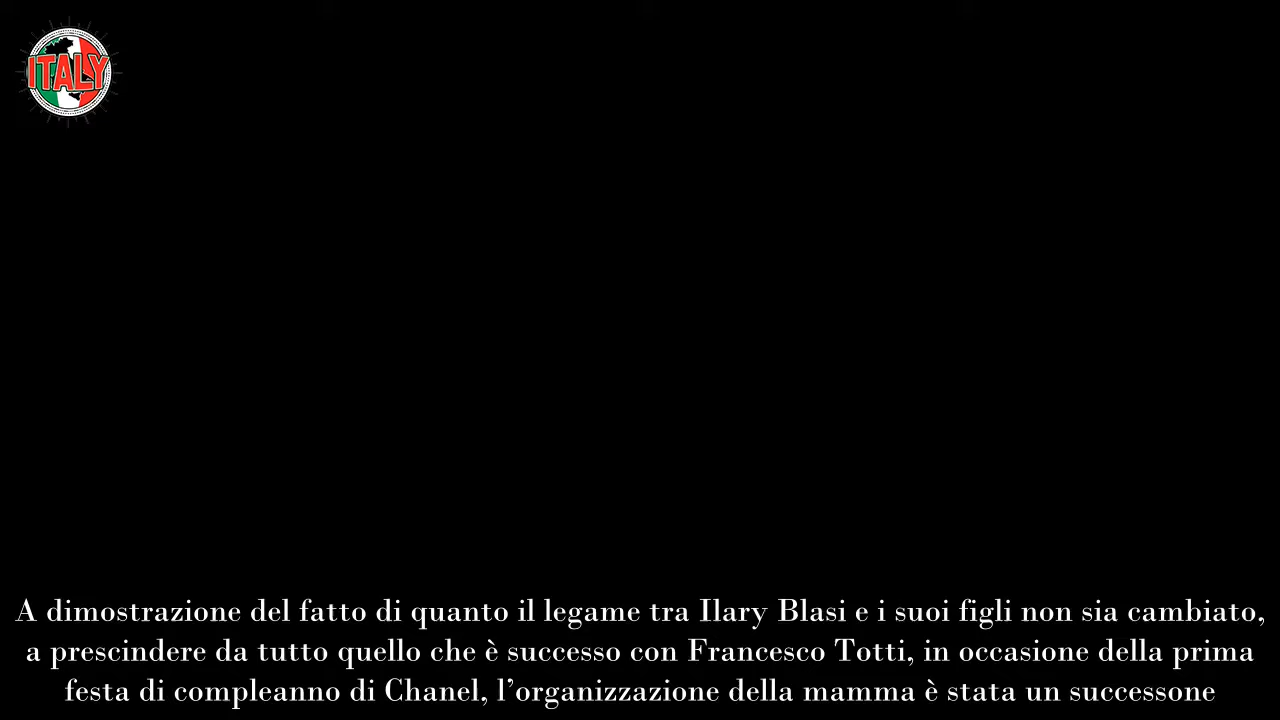 ITALY
A dimostrazione del fatto di quanto il legame tra Ilary Blasi e i suoi figli non sia cambiato,
a prescindere da tutto quello che è successo con Francesco Totti, in occasione della prima
festa di compleanno di Chanel, l’organizzazione della mamma è stata un successone